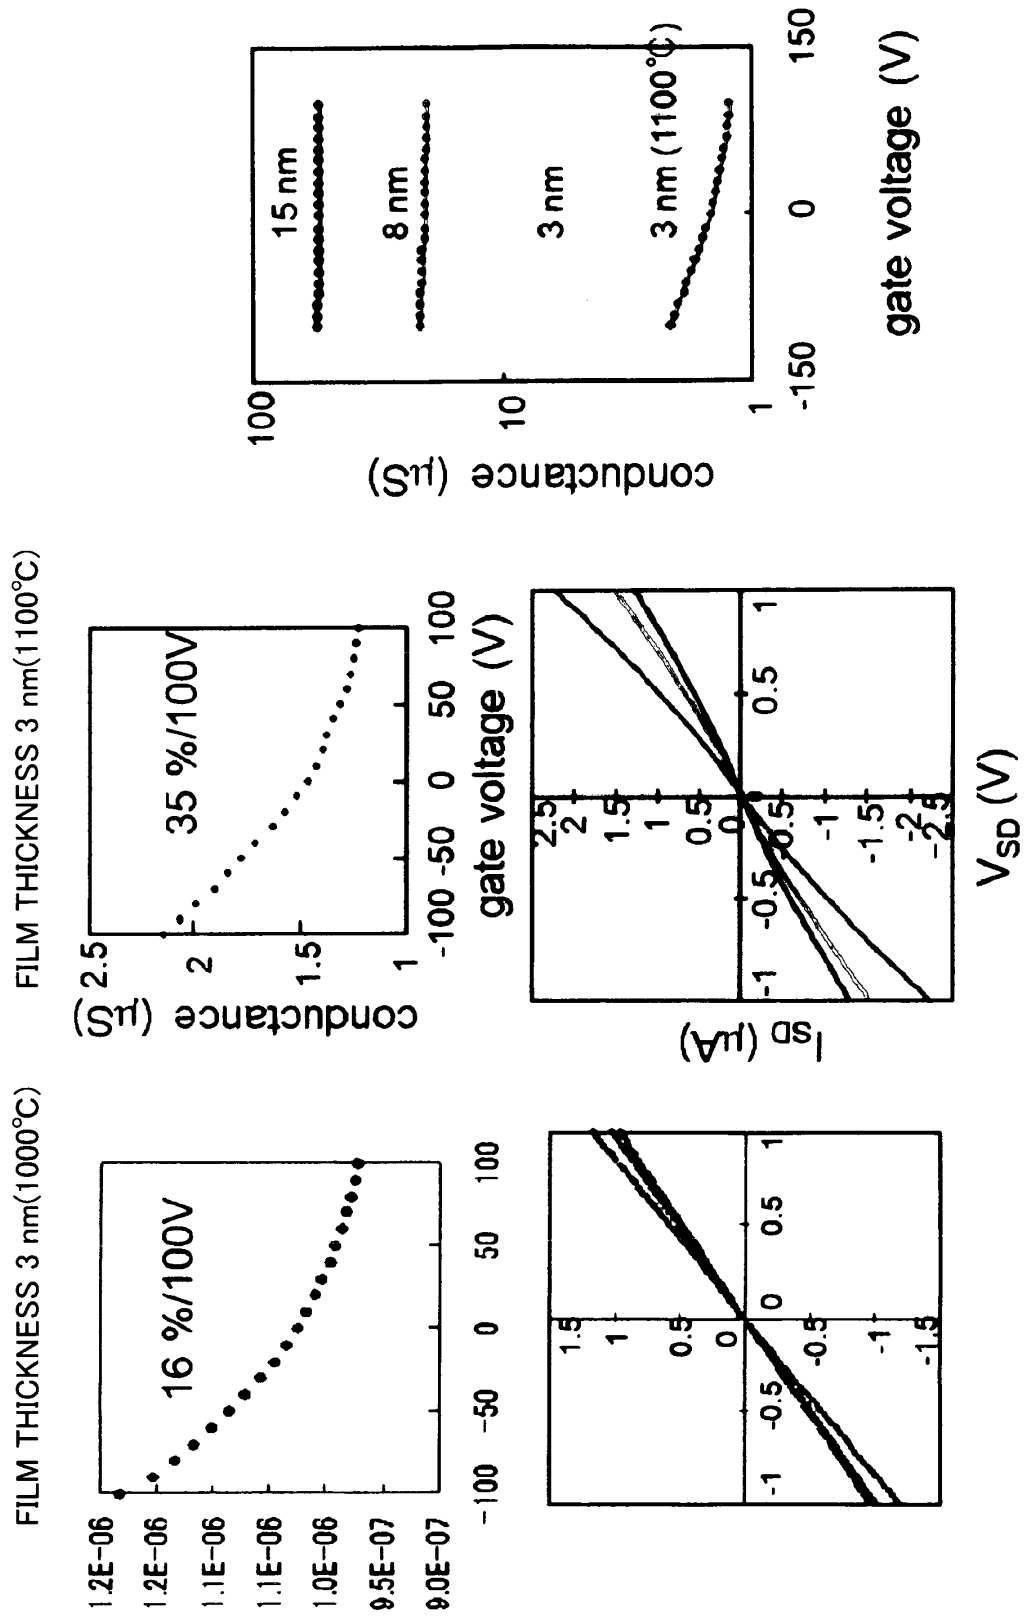 FILM THICKNESS 3 nm(1000°C)
1.2E-06
1.2E-06
1.1E-06
1.1E-06
1.0E-06
9.5E-07
9.0E-07
16 %/100V
-100
-50
0
50
100
1.5
1
0.5
0
-0.5
-1
-1.5
-1
-0.5
0
0.5
1
FILM THICKNESS 3 nm(1100°C)
conductance (μS)
2.5
2
1.5
1
35 %/100V
-100
-50
0
50
100
gate voltage (V)
I SD (μA)
2.5
2
1.5
1
0.5
0
-0.5
-1
-1.5
-2
-2.5
-1
-0.5
0
0.5
1
V SD (V)
conductance (μS)
100
10
1
15 nm
8 nm
3 nm
3 nm (1100°C)
-150
0
150
gate voltage (V)